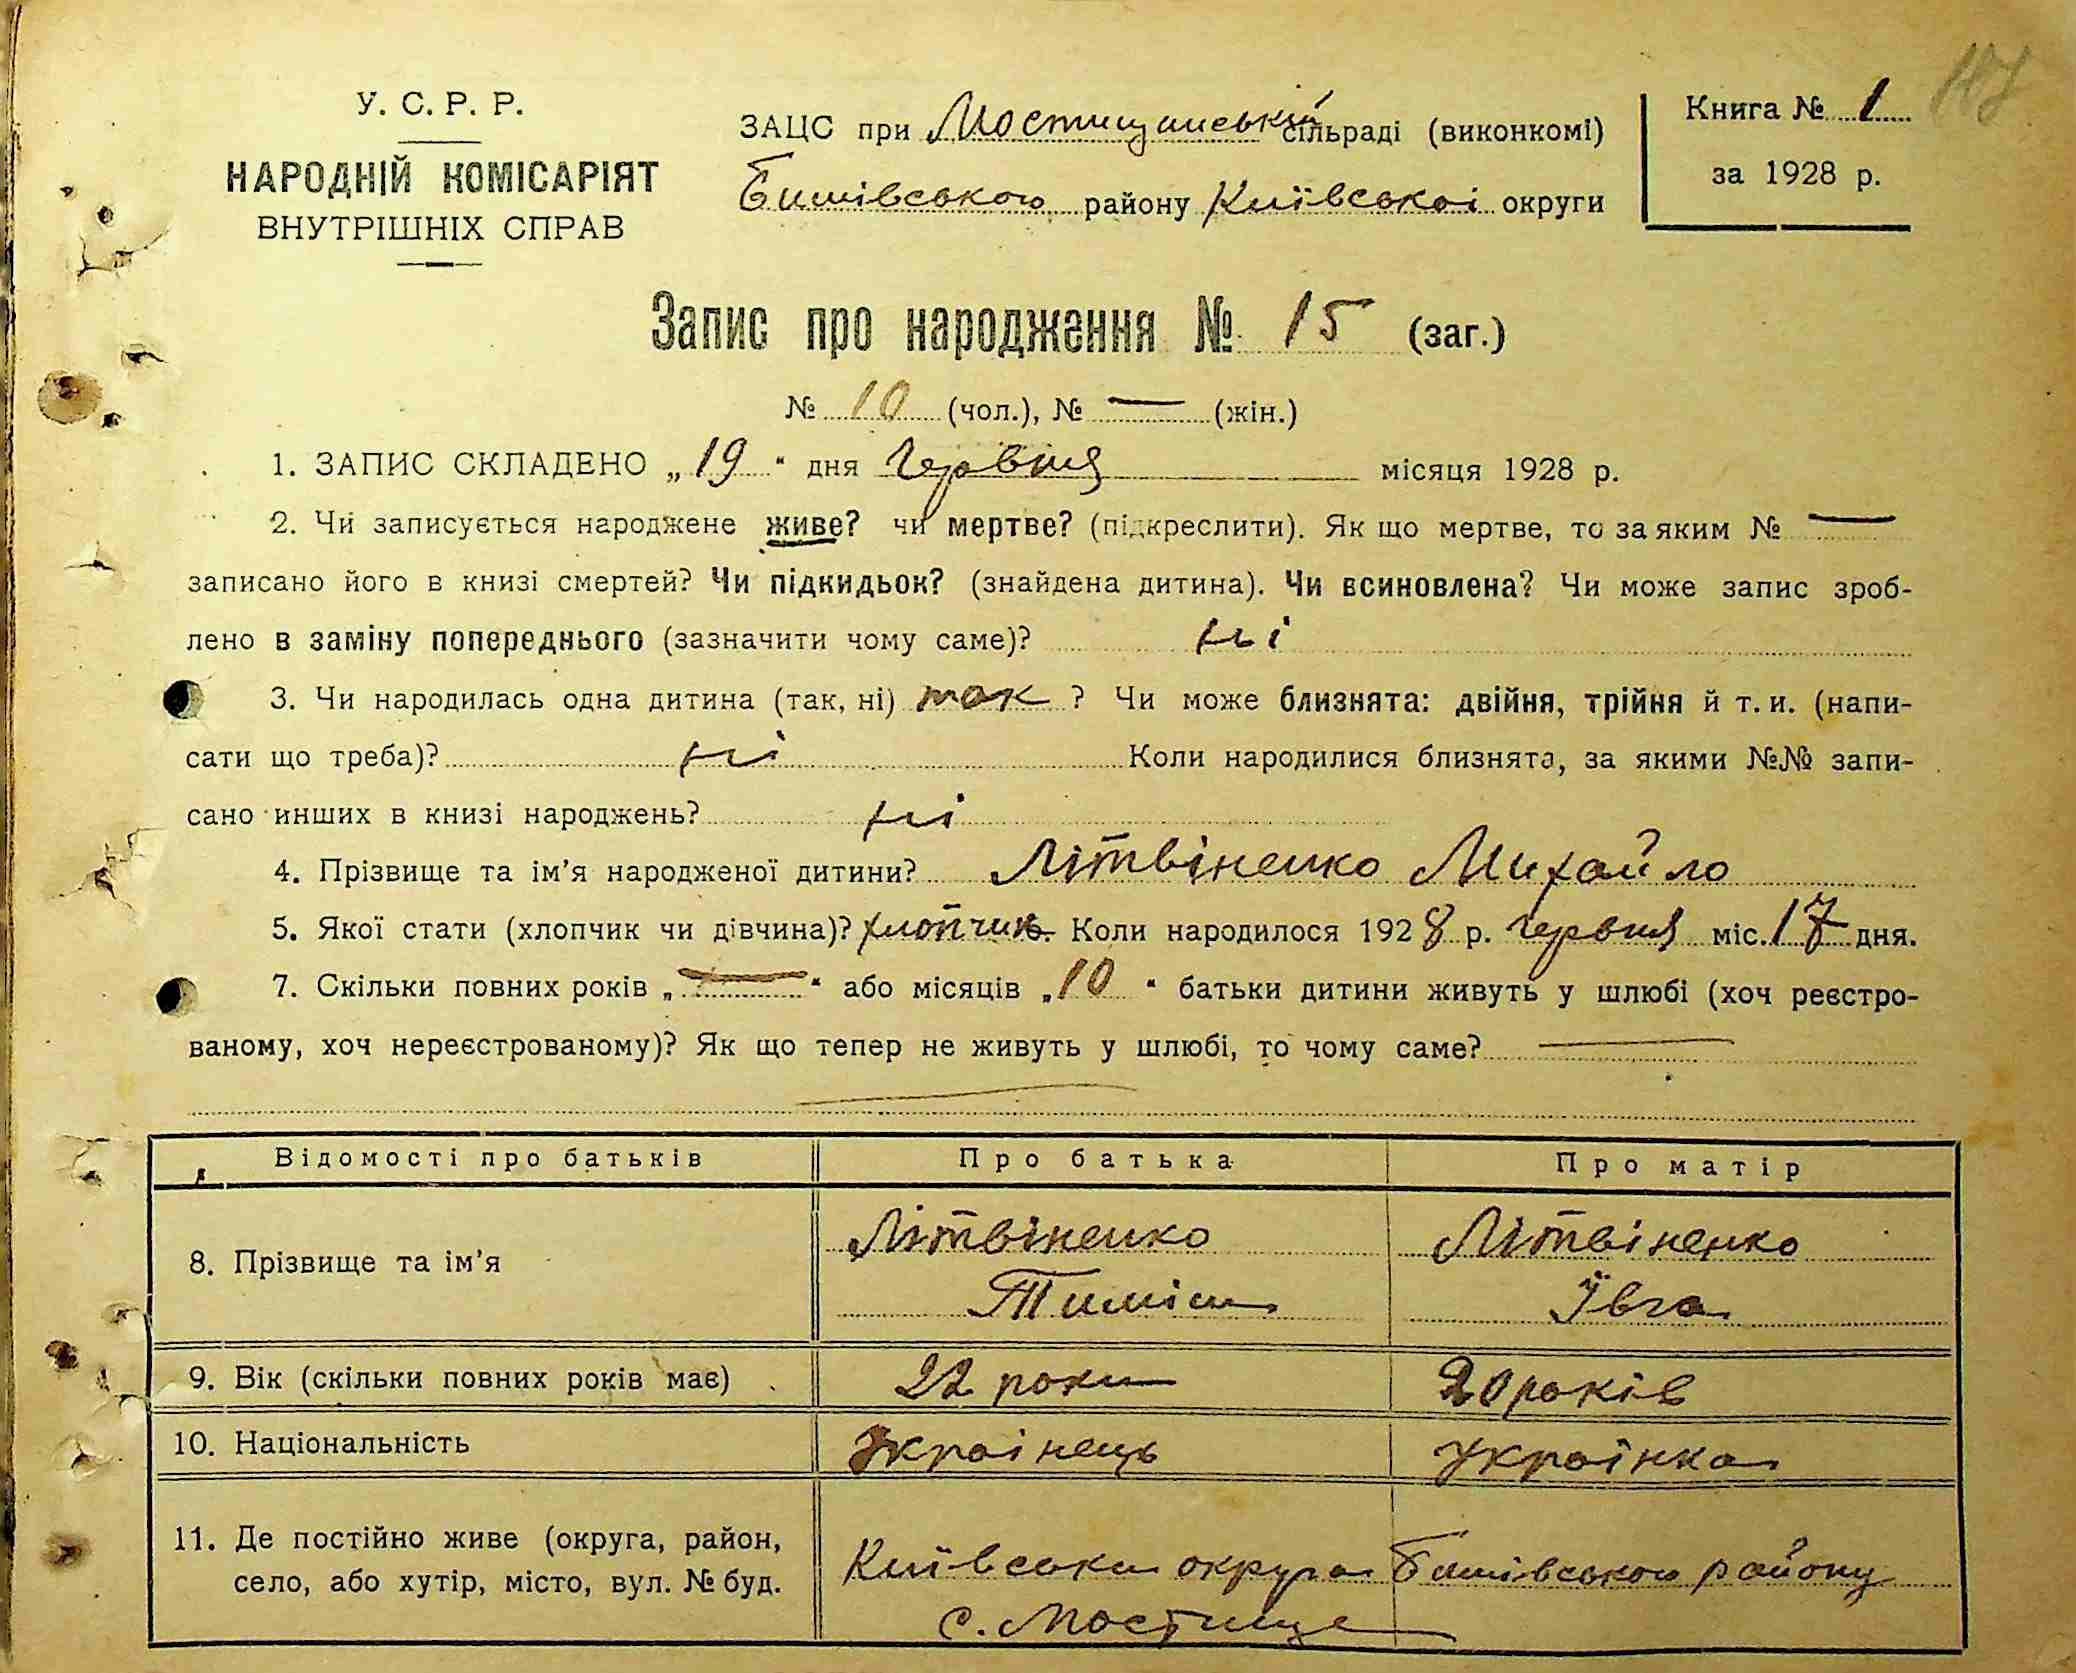 У. С. Р. Р.
НАРОДНІЙ КОМІСАРІЯТ
ВНУТРІШНІХ СПРАВ
ЗАЦС при Мостищанській сільраді (виконкомі)
Бишівського району Київської округи
Книга № 1
за 1928 р.
Запис про народження № 15 (заг.)
№ 10 (чол.), № — (жін.)
1. ЗАПИС СКЛАДЕНО „19“ дня Червня місяця 1928 р.
2. Чи записується народжене живе? чи мертве? (підкреслити). Як що мертве, то за яким № —
записано його в книзі смертей? Чи підкидьок? (знайдена дитина). Чи всиновлена? Чи може запис зроб-
лено в заміну попереднього (зазначити чому саме)? ні
3. Чи народилась одна дитина (так, ні) так ? Чи може близнята: двійня, трійня й т. и. (напи-
сати що треба)? ні Коли народилися близнята, за якими №№ запи-
сано инших в книзі народжень? ні
4. Прізвище та ім’я народженої дитини? Літвіненко Михайло
5. Якої стати (хлопчик чи дівчина)? хлопчик. Коли народилося 1928 р. червня міс. 17 дня.
7. Скільки повних років „—“ або місяців „10“ батьки дитини живуть у шлюбі (хоч реєстро-
ваному, хоч нереєстрованому)? Як що тепер не живуть у шлюбі, то чому саме? —
Відомості про батьків Про батька Про матір
8. Прізвище та ім’я Літвіненко Літвіненко
Тиміш Ївга
9. Вік (скільки повних років має) 22 роки 20 років
10. Національність Українець Українка
11. Де постійно живе (округа, район, село, або хутір, місто, вул. № буд.
Київська округа Бишівського району
с. Мостище